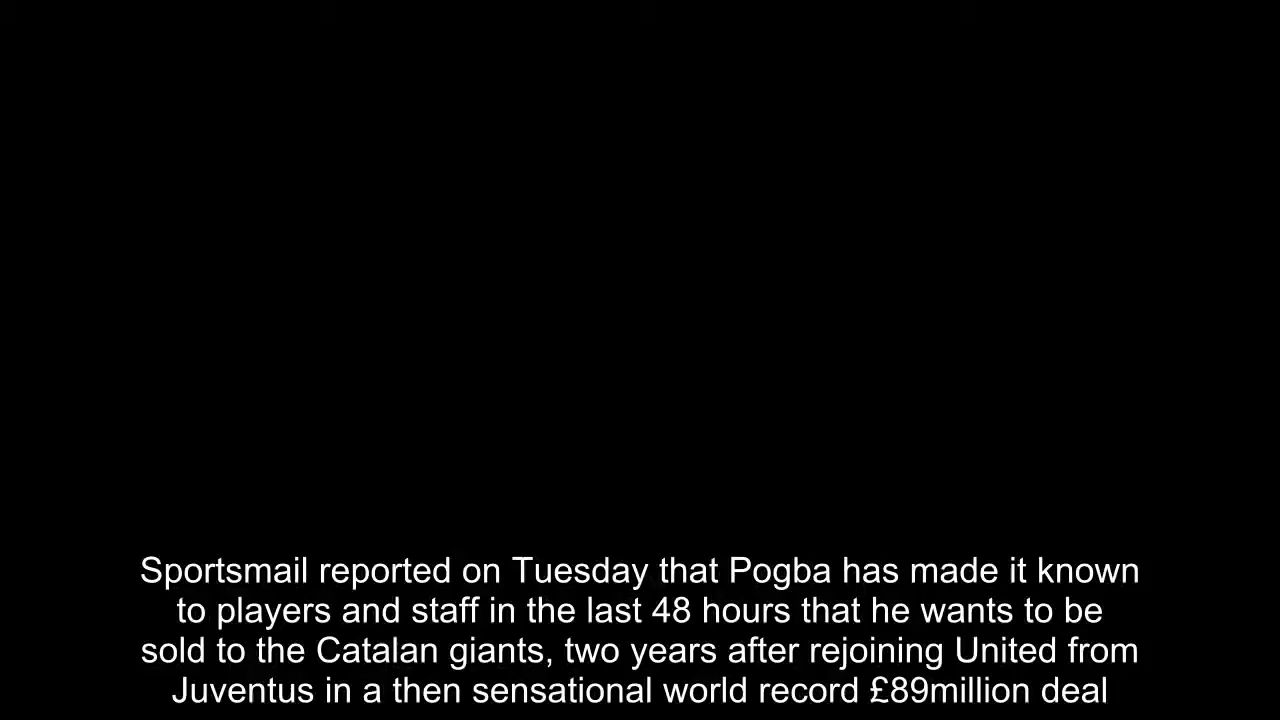 Sportsmail reported on Tuesday that Pogba has made it known
to players and staff in the last 48 hours that he wants to be
sold to the Catalan giants, two years after rejoining United from
Juventus in a then sensational world record £89million deal